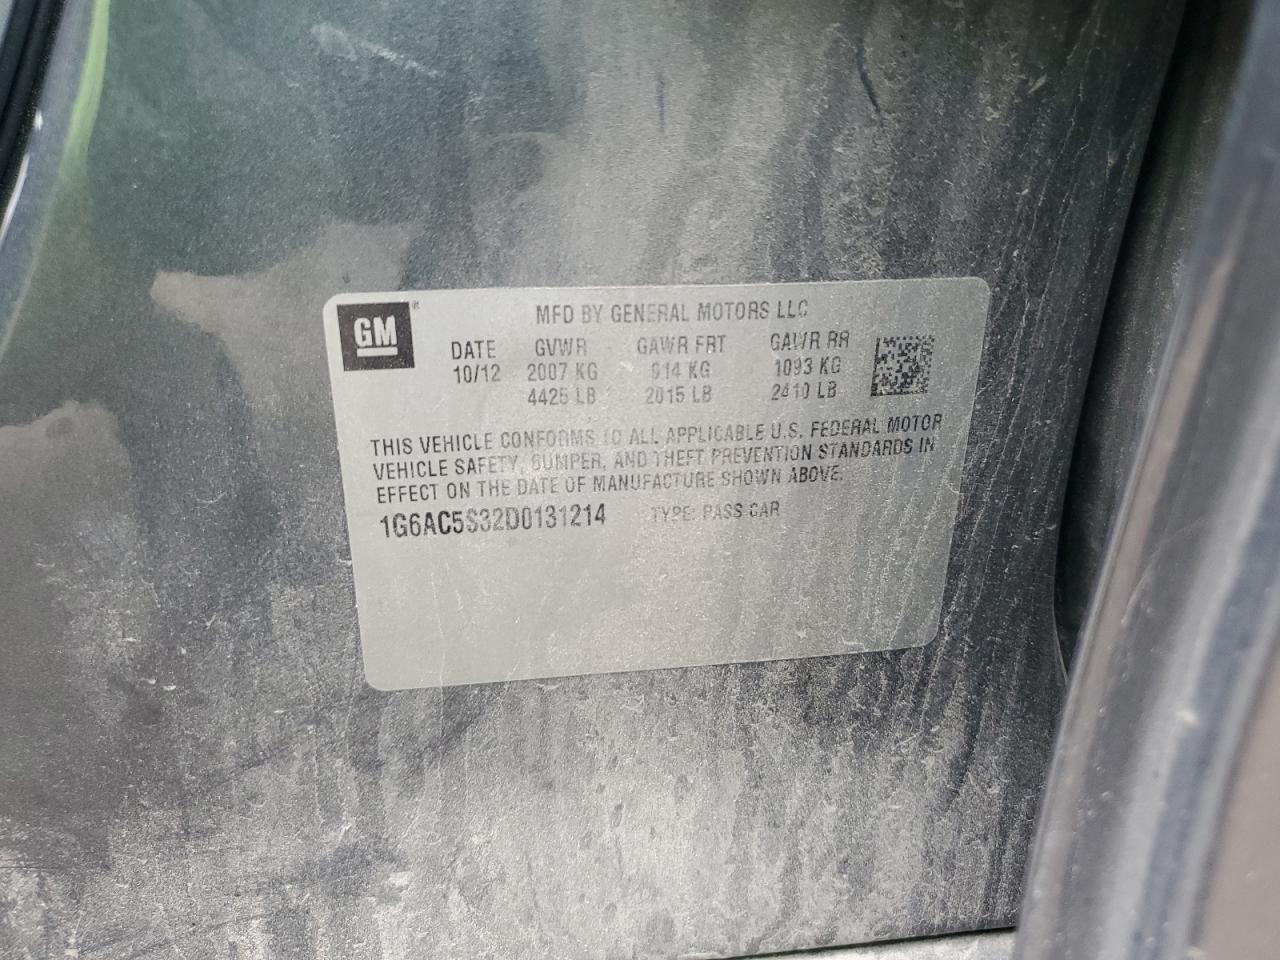 GM
MFD BY GENERAL MOTORS LLC
DATE GVWR GAWR FRT GAWR RR
10/12 2007 KG 914 KG 1093 KG
4425 LB 2015 LB 2410 LB
THIS VEHICLE CONFORMS TO ALL APPLICABLE U.S. FEDERAL MOTOR
VEHICLE SAFETY, BUMPER, AND THEFT PREVENTION STANDARDS IN
EFFECT ON THE DATE OF MANUFACTURE SHOWN ABOVE.
1G6AC5S32D0131214 TYPE: PASS CAR